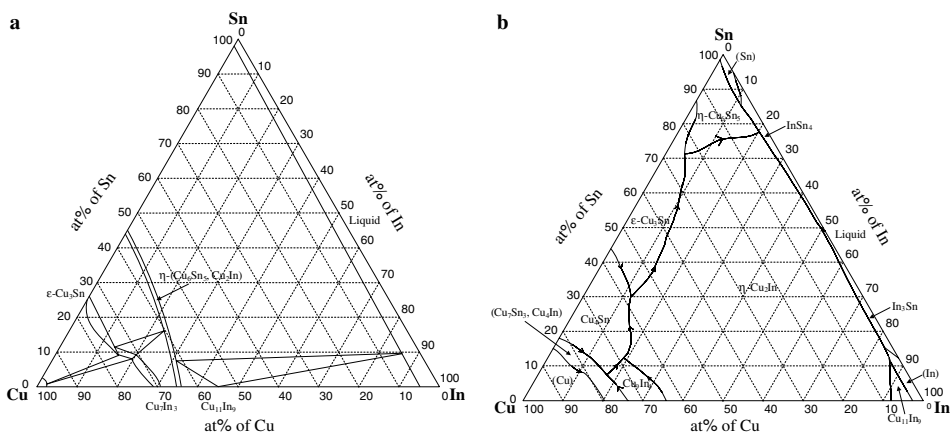 a
Sn
0
100
90
10
80
20
70
30
60
40
at% of Sn
at% of In
50
50
Liquid
40
60
η-(Cu6Sn5, Cu2In)
30
70
ε-Cu3Sn
20
80
10
90
0
100
Cu
In
100 90 80 70 60 50 40 30 20 10 0
Cu7In3
Cu11In9
at% of Cu
b
Sn
100
0
(Sn)
90
10
η-Cu6Sn5
80
20
InSn4
70
30
60
40
at% of Sn
at% of In
ε-Cu3Sn
50
50
Liquid
40
60
η-Cu2In
30
70
(Cu7Sn3, Cu4In)
Cu4Sn
In3Sn
20
80
10
90
(Cu)
Cu7In3
(In)
0
100
Cu
In
100 90 80 70 60 50 40 30 20 10 0
Cu11In9
at% of Cu